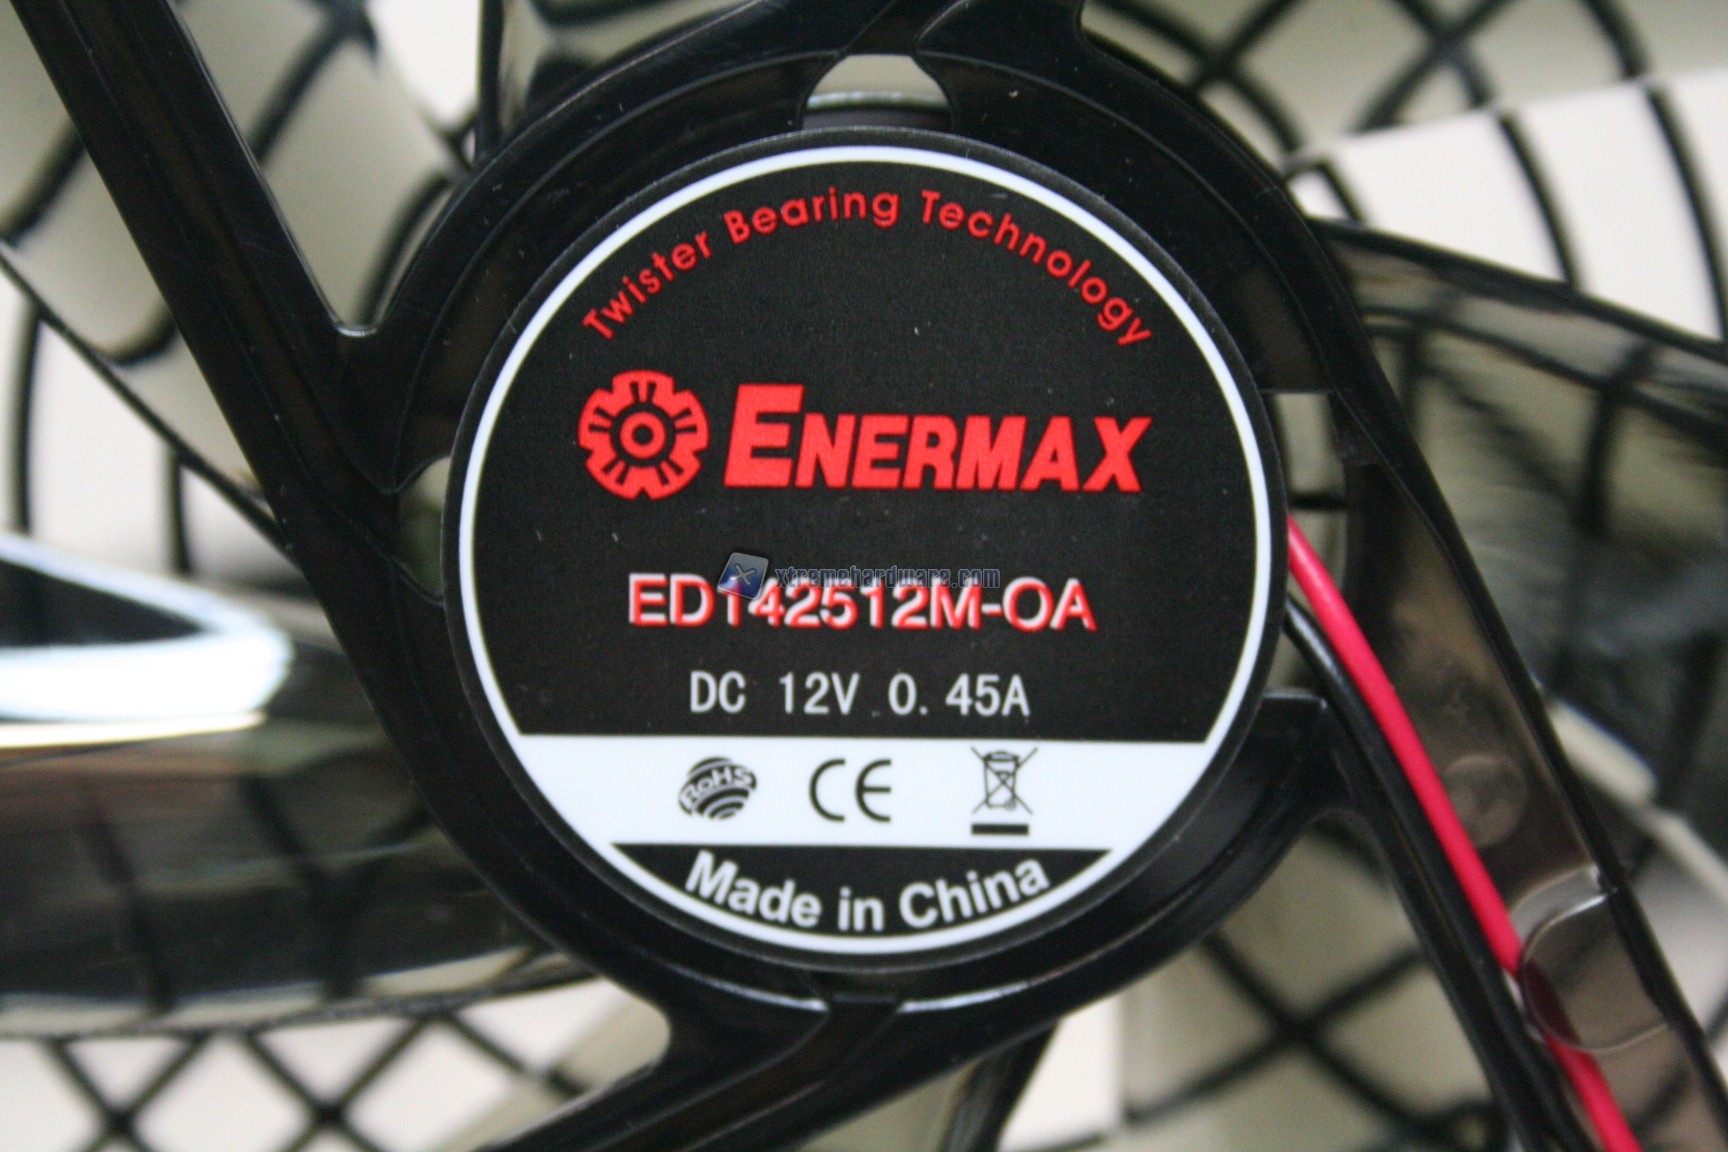 Twister Bearing Technology
ENERMAX
xtremehardware.com
ED142512M-OA
DC 12V 0.45A
RoHS CE
Made in China